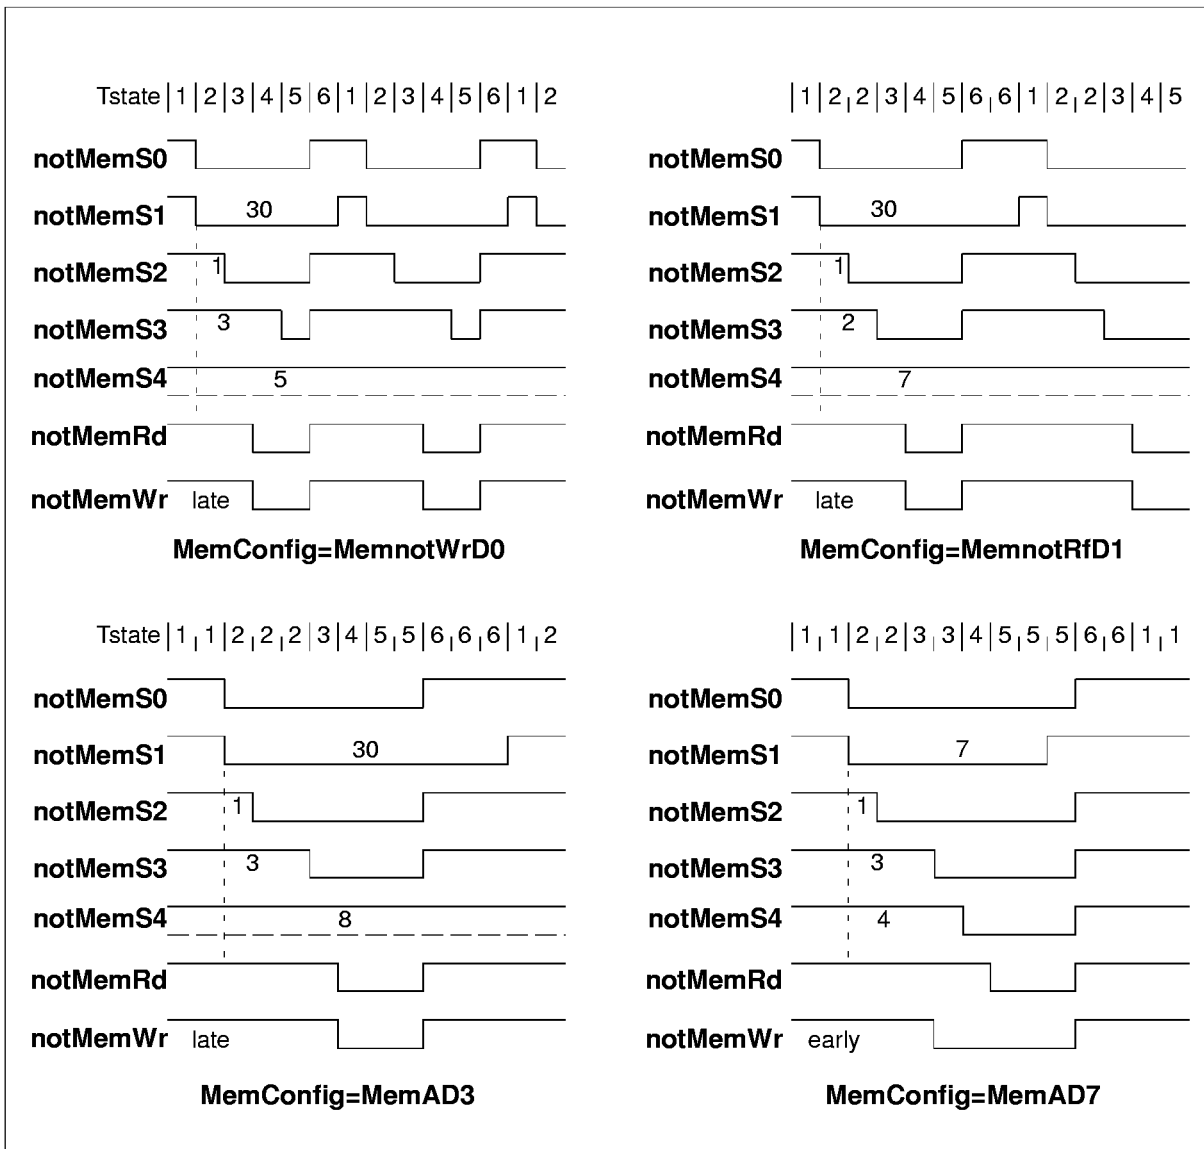 Tstate |1|2|3|4|5|6|1|2|3|4|5|6|1|2
notMemS0
notMemS1 30
notMemS2 1
notMemS3 3
notMemS4 5
notMemRd
notMemWr late
MemConfig=MemnotWrD0
|1|2|2|3|4|5|6|6|1|2|2|3|4|5
notMemS0
notMemS1 30
notMemS2 1
notMemS3 2
notMemS4 7
notMemRd
notMemWr late
MemConfig=MemnotRfD1
Tstate |1|1|2|2|2|3|4|5|5|6|6|6|1|2
notMemS0
notMemS1 30
notMemS2 1
notMemS3 3
notMemS4 8
notMemRd
notMemWr late
MemConfig=MemAD3
|1|1|2|2|3|3|4|5|5|5|6|6|1|1
notMemS0
notMemS1 7
notMemS2 1
notMemS3 3
notMemS4 4
notMemRd
notMemWr early
MemConfig=MemAD7